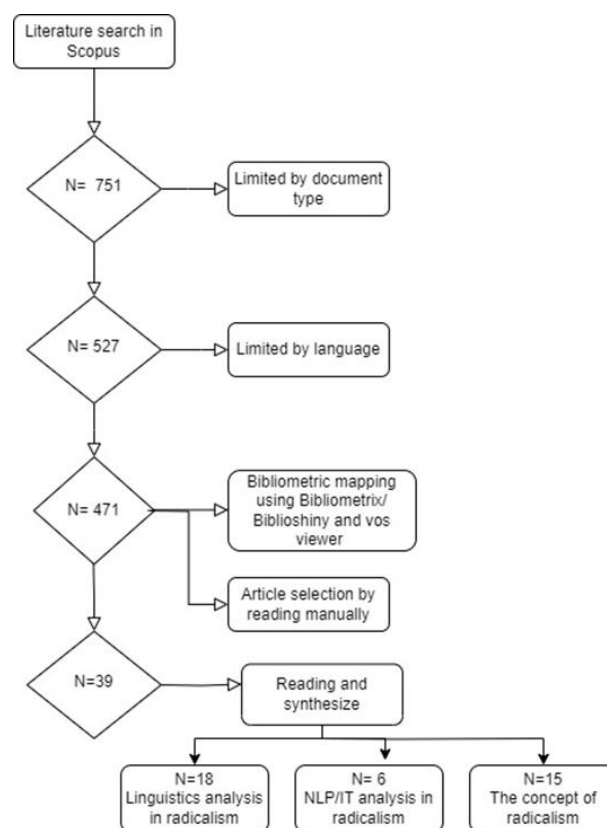 Literature search in
Scopus
N= 751
Limited by document
type
N= 527
Limited by language
N= 471
Bibliometric mapping
using Bibliometrix/
Biblioshiny and vos
viewer
Article selection by
reading manually
N=39
Reading and
synthesize
N=18
Linguistics analysis
in radicalism
N= 6
NLP/IT analysis in
radicalism
N=15
The concept of
radicalism